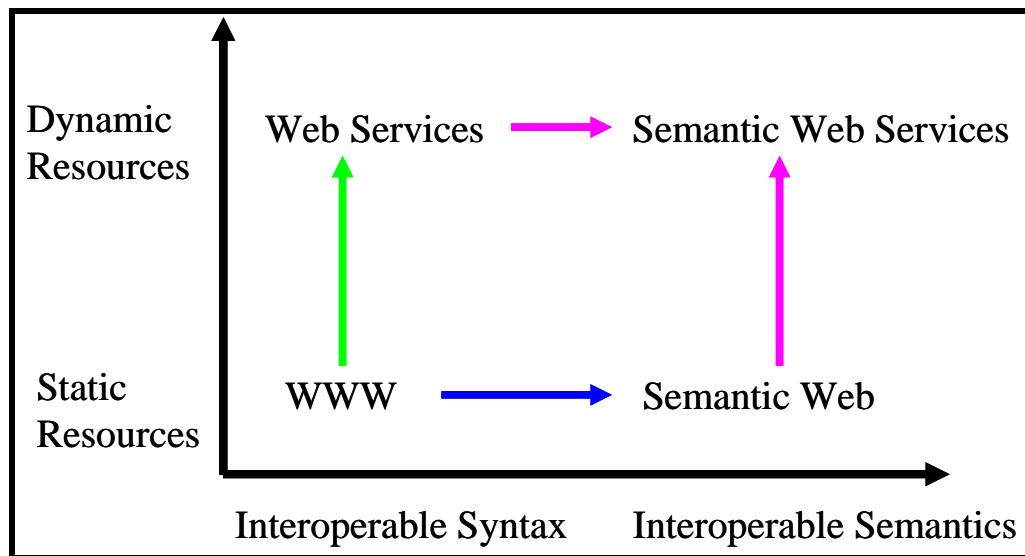 Dynamic
Resources
Web Services
Semantic Web Services
Static
Resources
WWW
Semantic Web
Interoperable Syntax
Interoperable Semantics